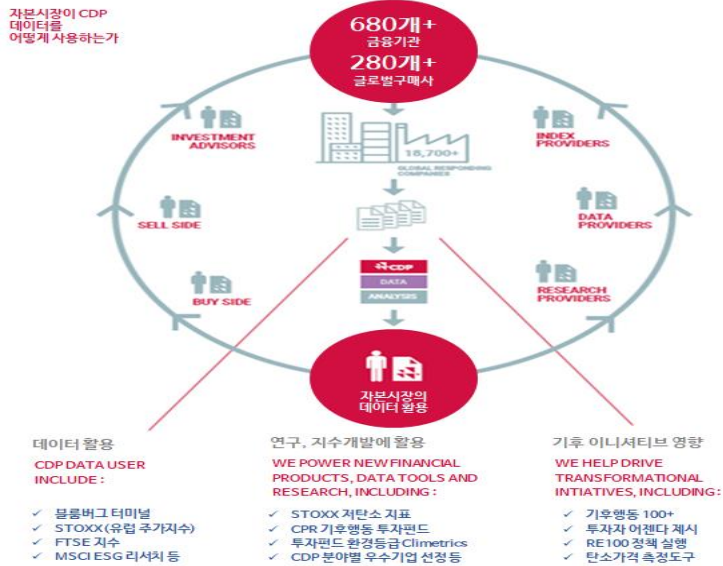 자본시장이 CDP
데이터를
어떻게 사용하는가
680개+
금융기관
280개+
글로벌구매사
INVESTMENT
ADVISORS
INDEX
PROVIDERS
18,700+
GLOBAL RESPONDING
COMPANIES
SELL SIDE
DATA
PROVIDERS
CDP
DATA
ANALYSIS
BUY SIDE
RESEARCH
PROVIDERS
자본시장의
데이터 활용
데이터 활용
CDP DATA USER
INCLUDE :
✓ 블룸버그 터미널
✓ STOXX (유럽 주가지수)
✓ FTSE 지수
✓ MSCI ESG 리서치 등
연구, 지수개발에 활용
WE POWER NEW FINANCIAL
PRODUCTS, DATA TOOLS AND
RESEARCH, INCLUDING :
✓ STOXX 저탄소 지표
✓ CPR 기후행동 투자펀드
✓ 투자펀드 환경등급 Climetrics
✓ CDP 분야별 우수기업 선정 등
기후 이니셔티브 영향
WE HELP DRIVE
TRANSFORMATIONAL
INTIATIVES, INCLUDING:
✓ 기후행동 100+
✓ 투자자 어젠다 제시
✓ RE100 정책 실행
✓ 탄소가격 측정도구